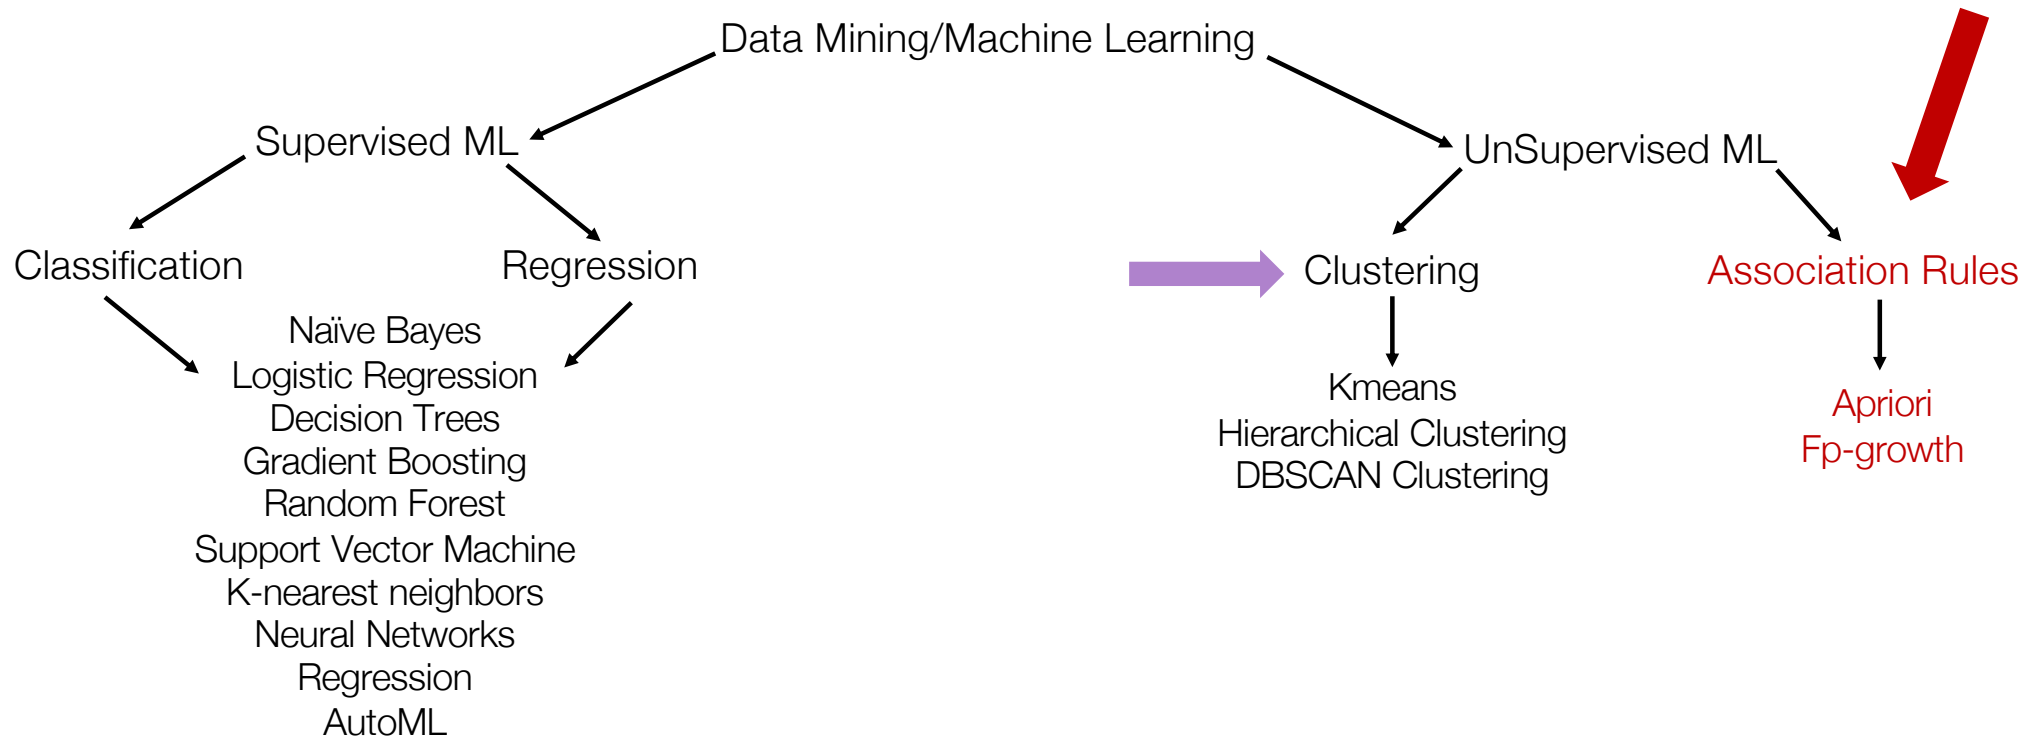 Data Mining/Machine Learning
Supervised ML
UnSupervised ML
Classification
Regression
Clustering
Association Rules
Naïve Bayes
Logistic Regression
Decision Trees
Gradient Boosting
Random Forest
Support Vector Machine
K-nearest neighbors
Neural Networks
Regression
AutoML
Kmeans
Hierarchical Clustering
DBSCAN Clustering
Apriori
Fp-growth